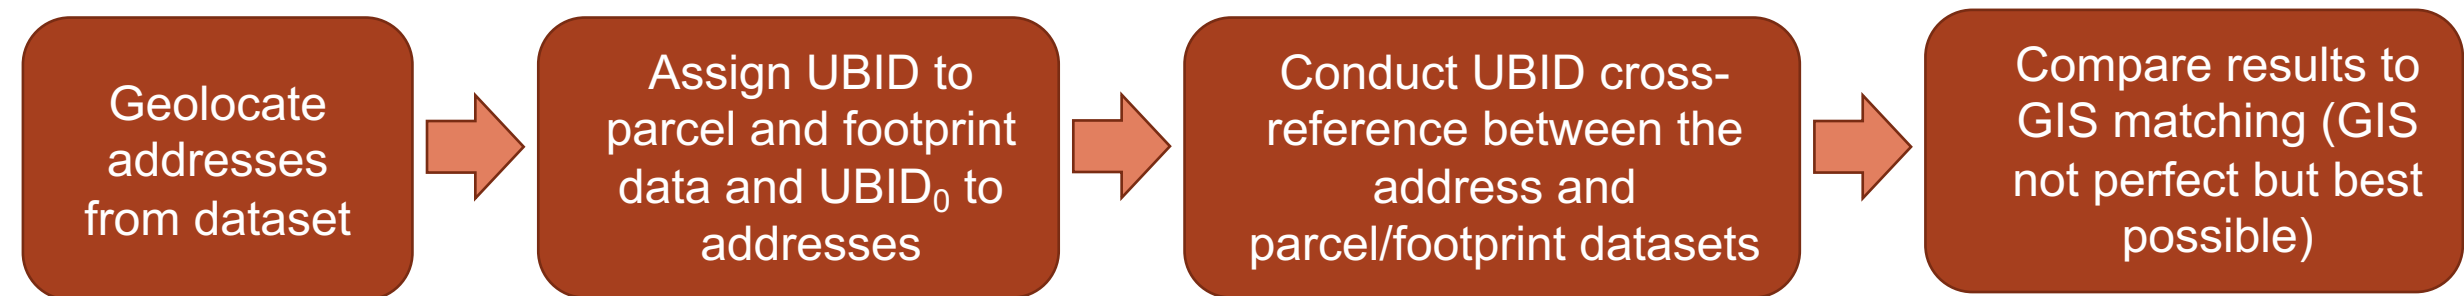 Geolocate
addresses
from dataset
Assign UBID to
parcel and footprint
data and UBID₀ to
addresses
Conduct UBID cross-
reference between the
address and
parcel/footprint datasets
Compare results to
GIS matching (GIS
not perfect but best
possible)